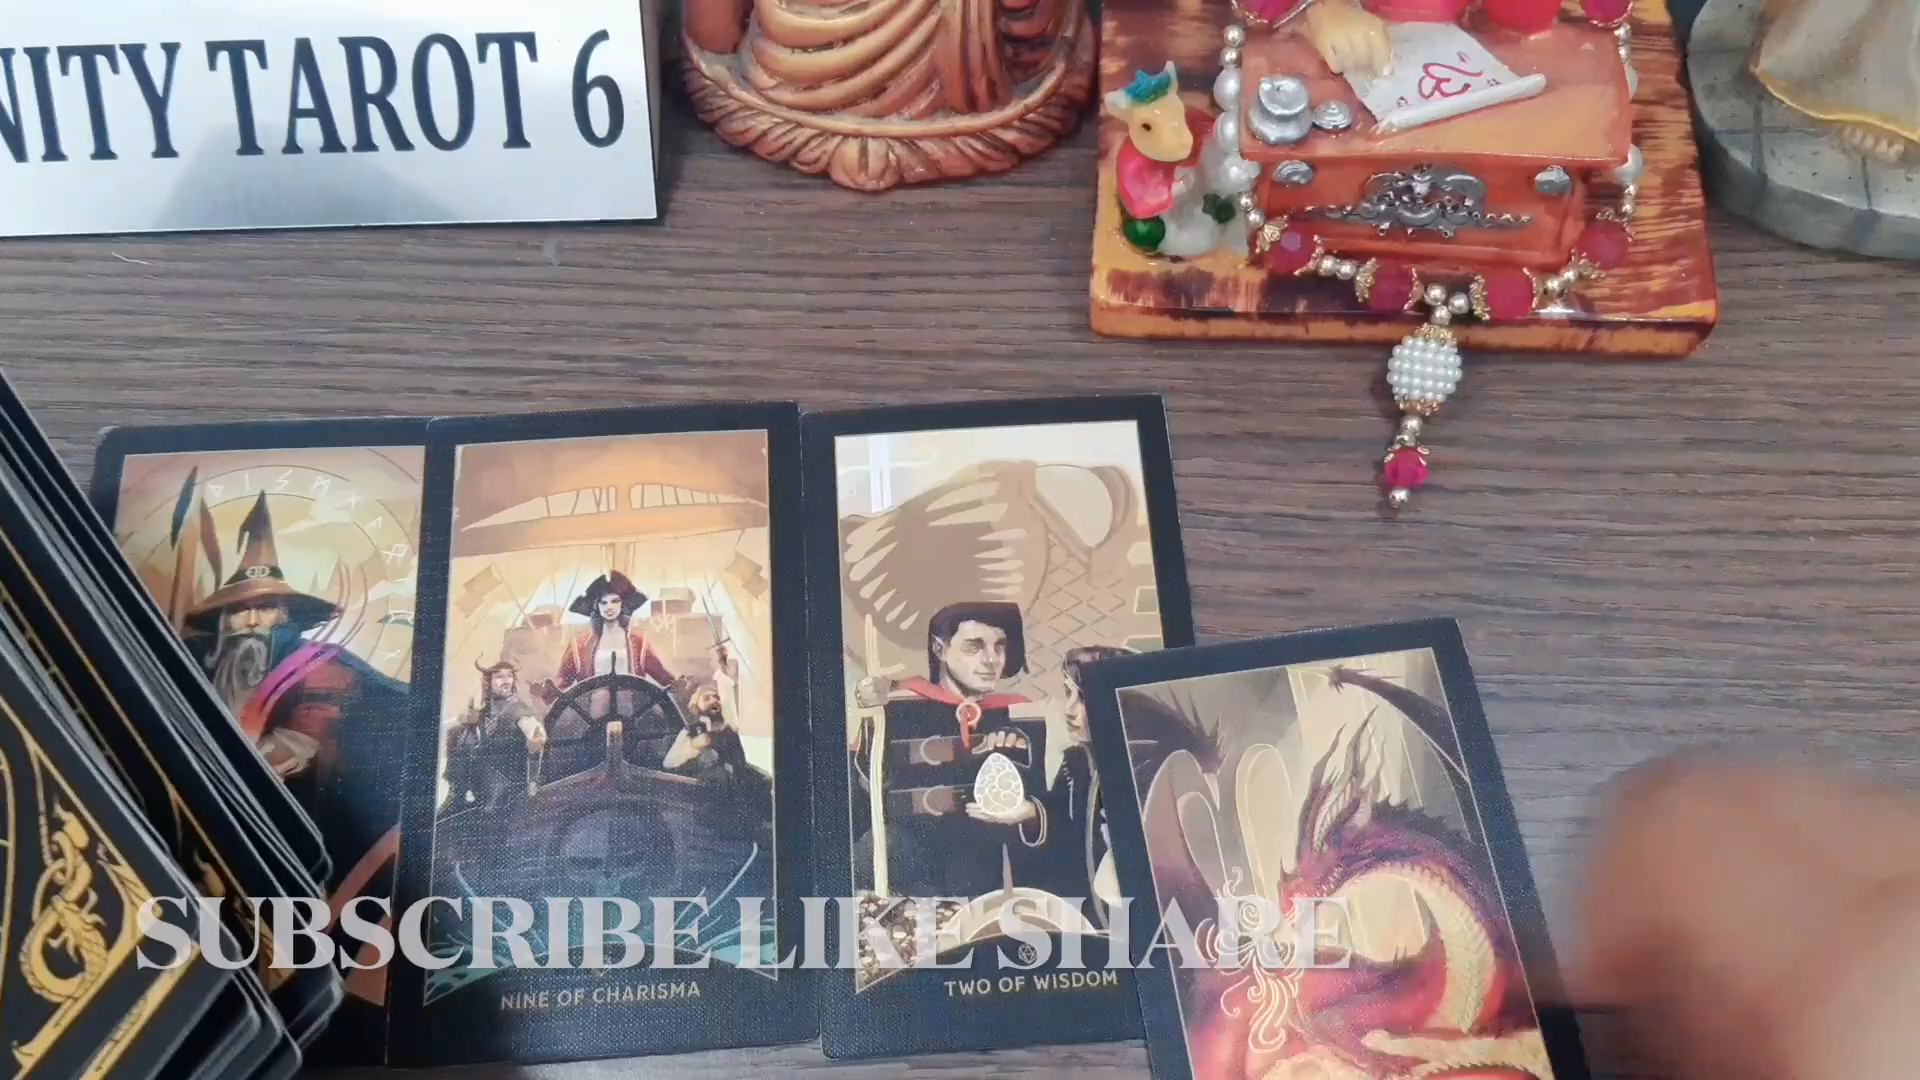 NITY TAROT 6
SUBSCRIBE LIKE SHARE
NINE OF CHARISMA
TWO OF WISDOM